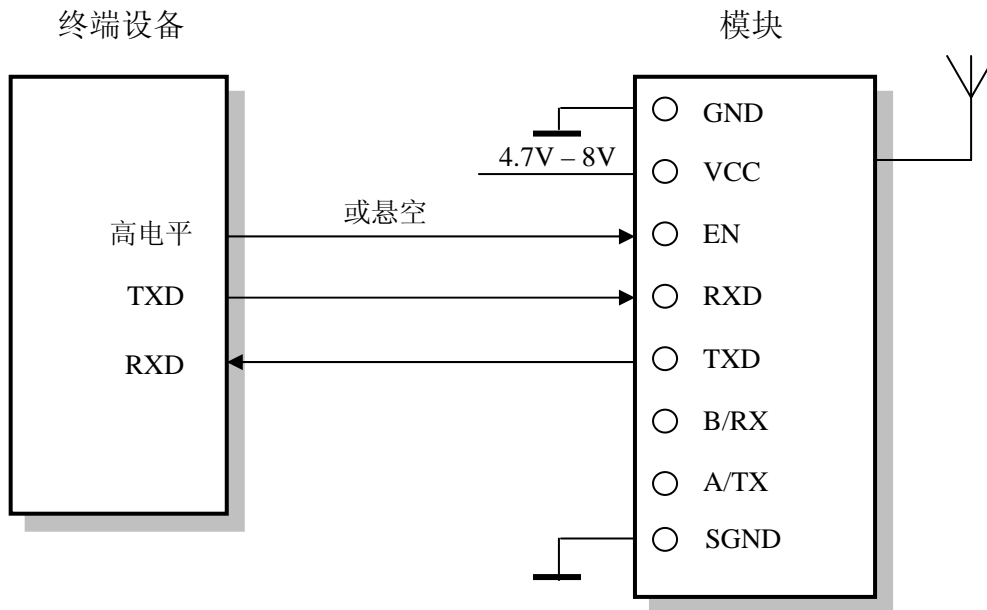 终端设备
模块
GND
4.7V – 8V
VCC
或悬空
高电平
EN
TXD
RXD
RXD
TXD
B/RX
A/TX
SGND